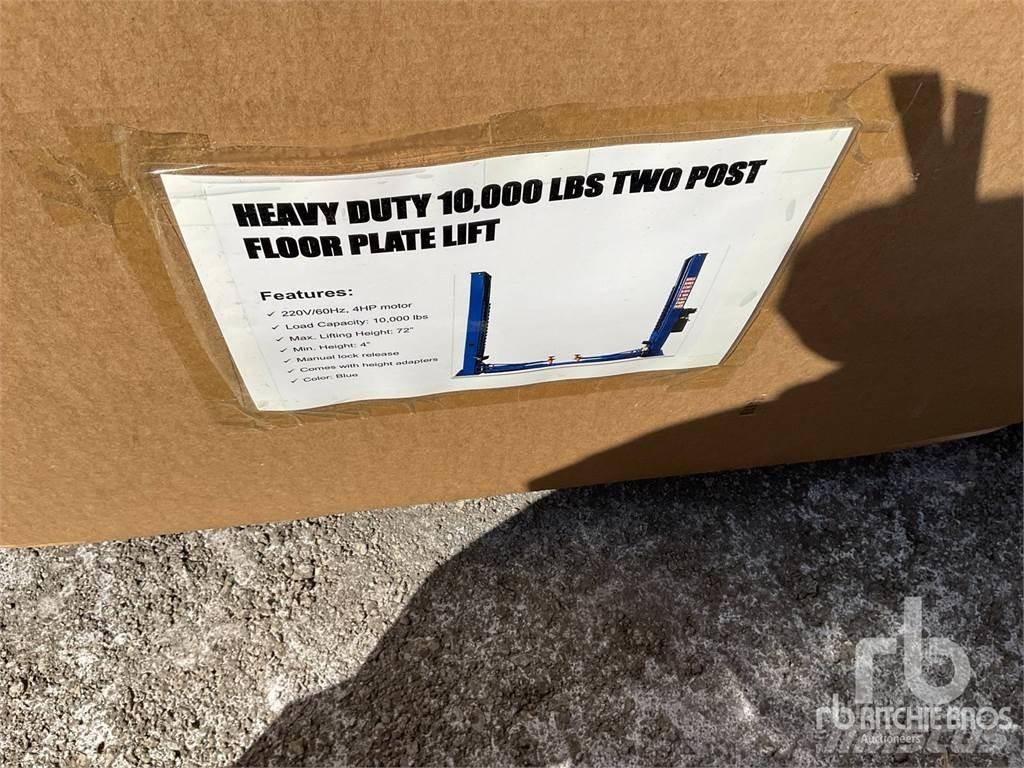 HEAVY DUTY 10,000 LBS TWO POST
FLOOR PLATE LIFT
Features:
✓ 220V/60Hz, 4HP motor
✓ Load Capacity: 10,000 lbs
✓ Max. Lifting Height: 72"
✓ Min. Height: 4"
✓ Manual lock release
✓ Comes with height adapters
✓ Color: Blue
rb
rb RITCHIE BROS.
Auctioneers